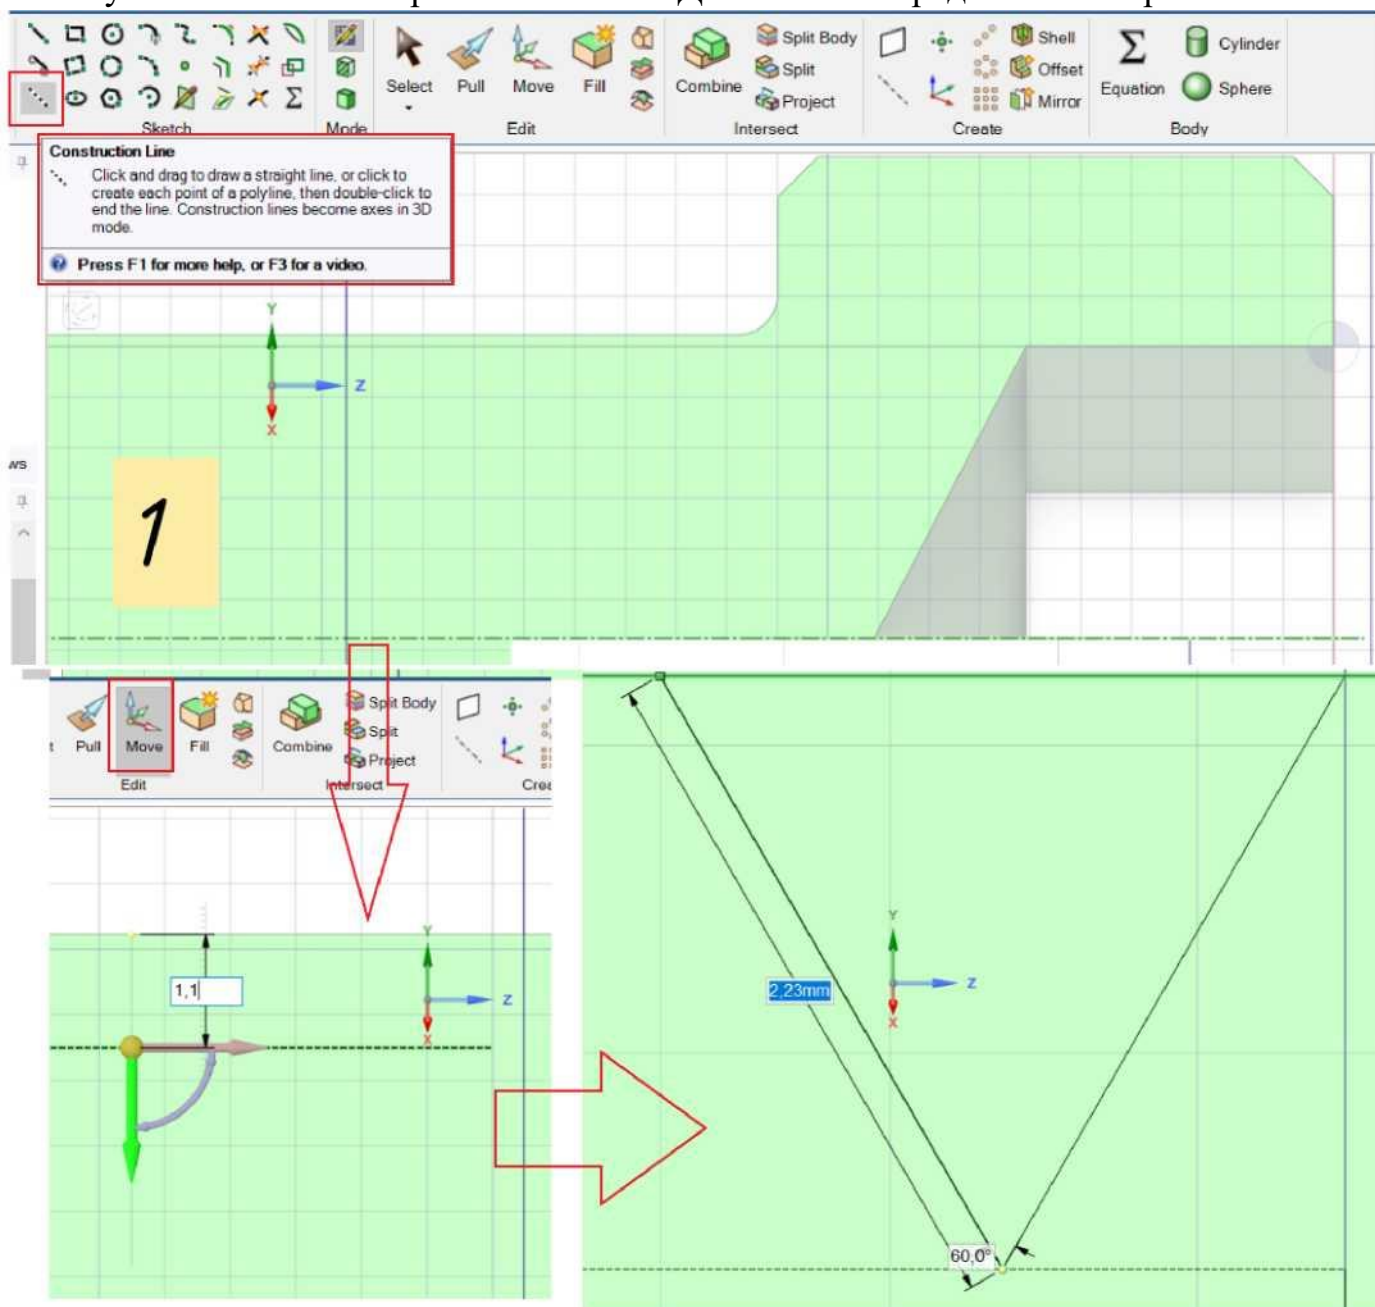 Split Body
Shell
Cylinder
Split
Offset
Select
Pull
Move
Fill
Combine
Project
Mirror
Equation
Sphere
Sketch
Mode
Edit
Intersect
Create
Body
Construction Line
Click and drag to draw a straight line, or click to
create each point of a polyline, then double-click to
end the line. Construction lines become axes in 3D
mode.
Press F1 for more help, or F3 for a video.
Y
Z
X
ws
1
Split Body
Split
Pull
Move
Fill
Combine
Project
Edit
Intersect
Crea
1,1
Y
Z
X
2,23mm
Y
Z
X
60,0°